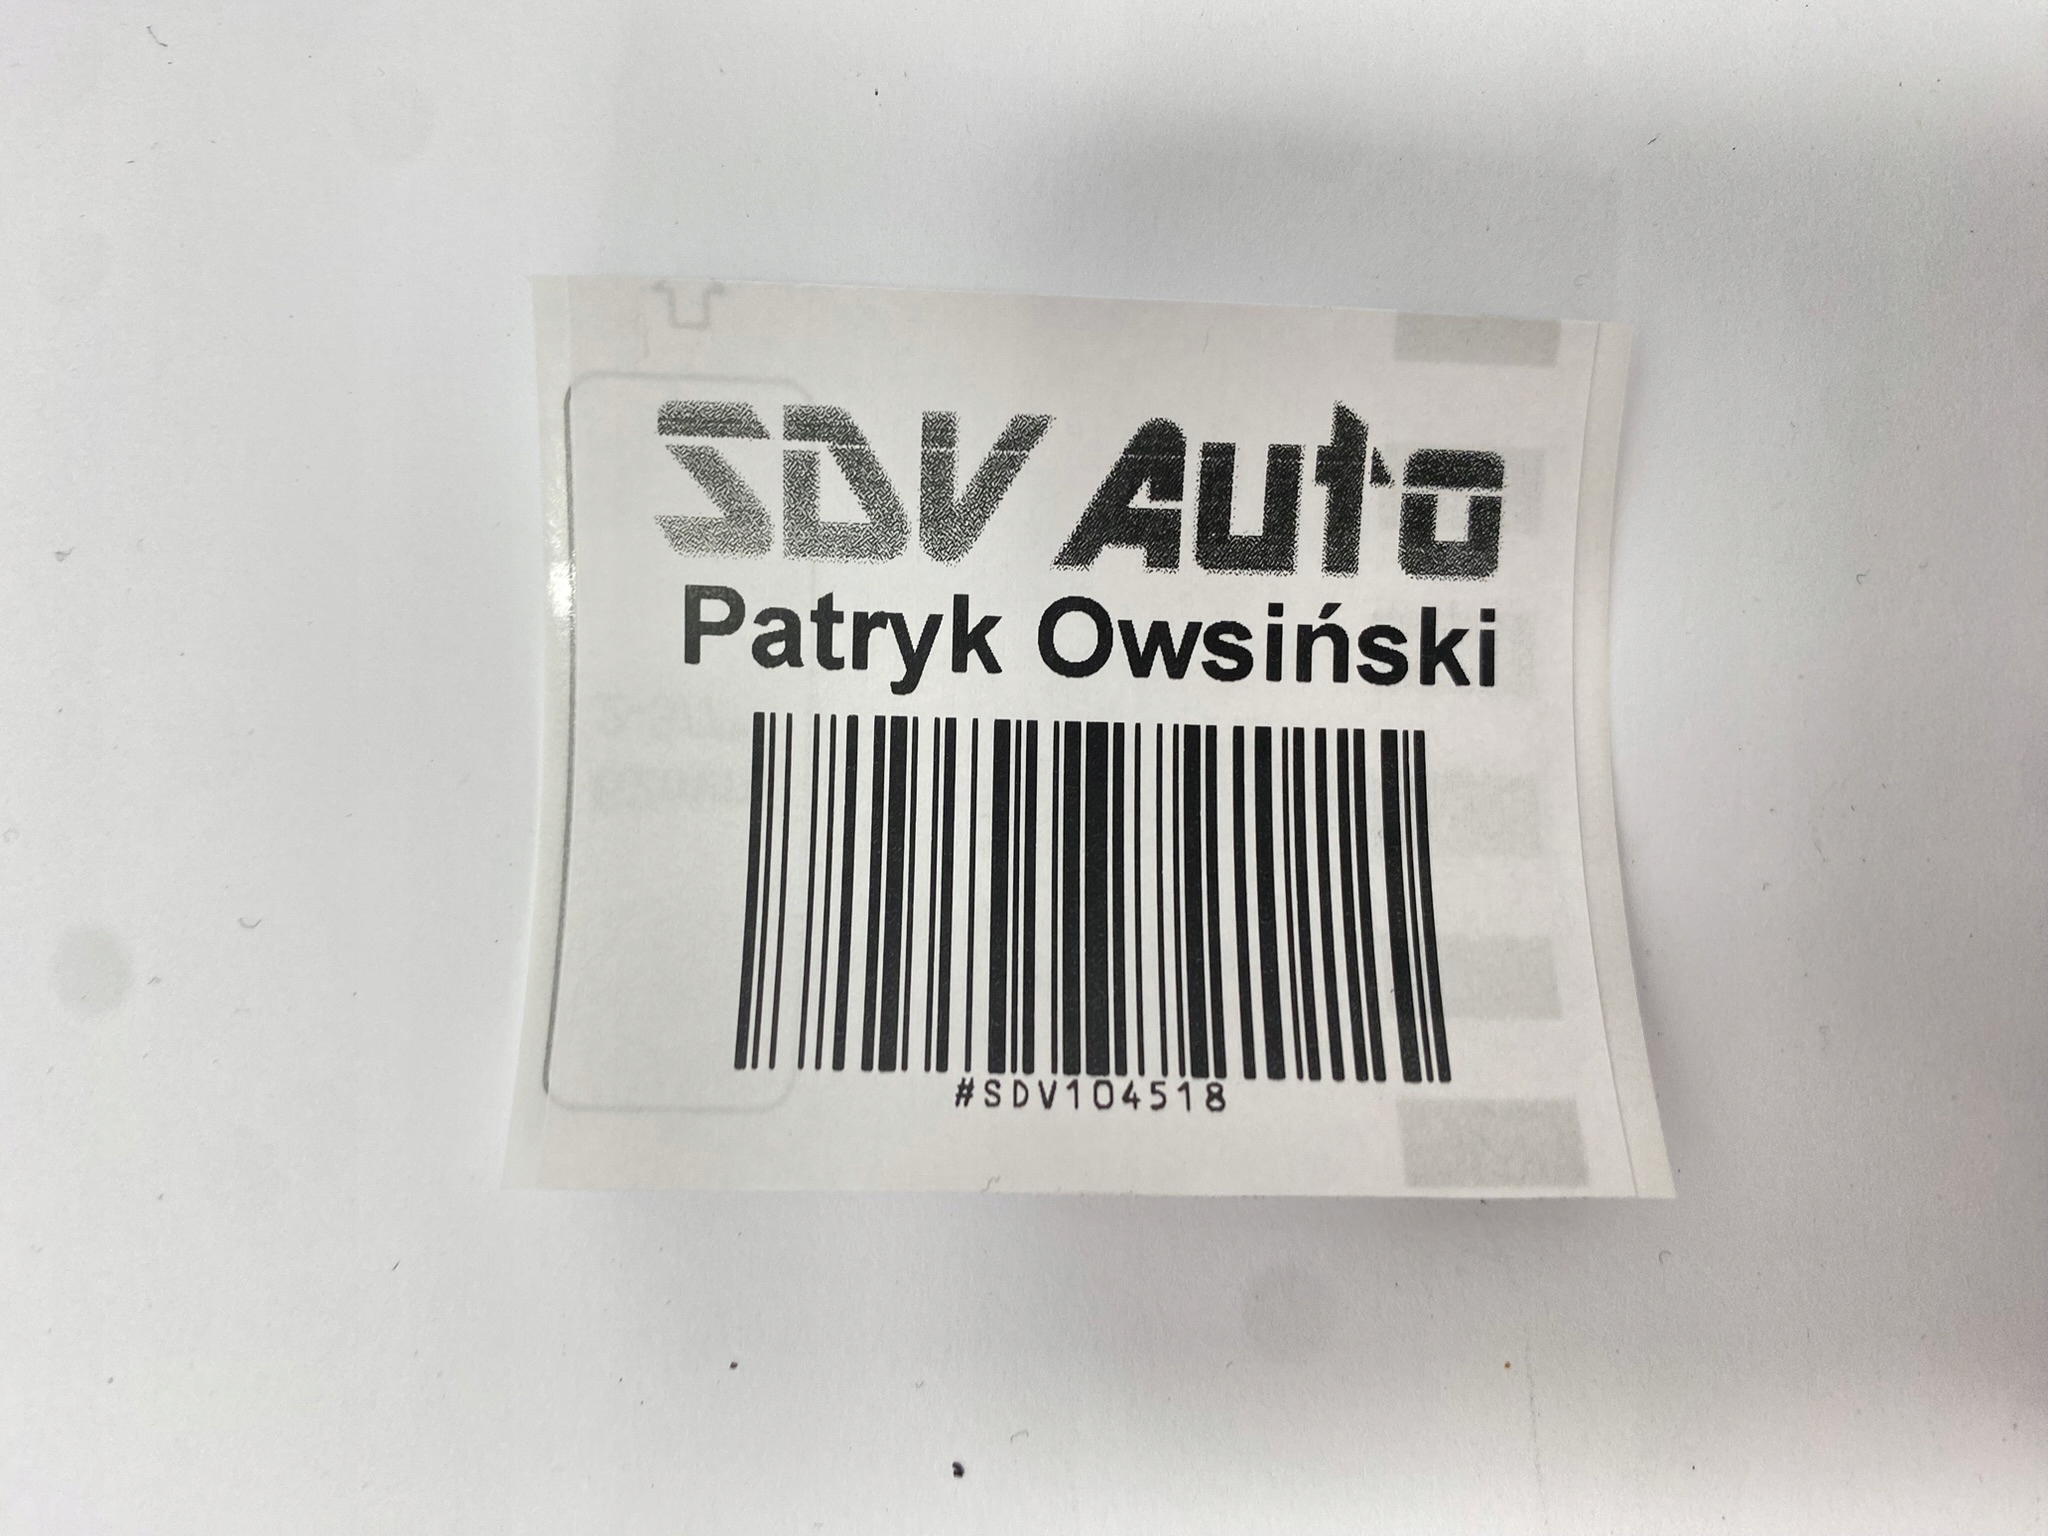 SDV Auto
Patryk Owsiński
#SDV104518